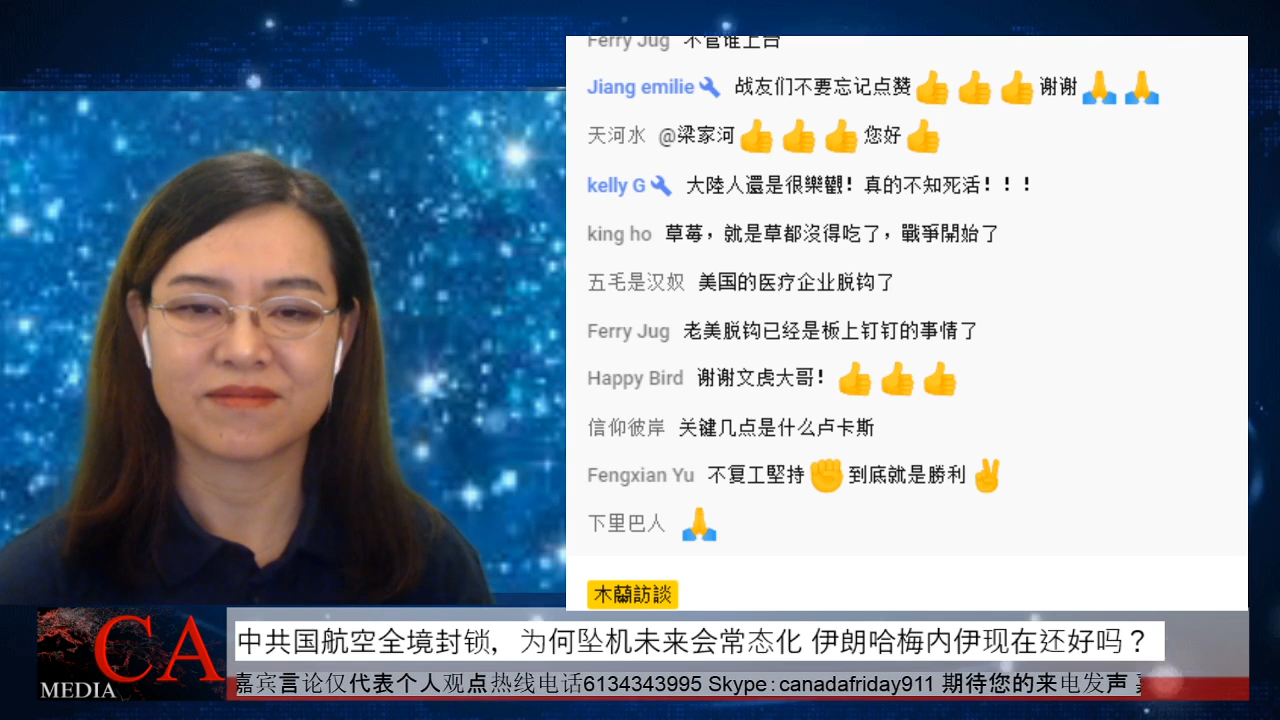 Ferry Jug 不管谁上台
Jiang emilie 战友们不要忘记点赞👍👍👍谢谢🙏🙏
天河水 @梁家河👍👍👍您好👍
kelly G 大陸人還是很樂觀！真的不知死活！！！
king ho 草莓，就是草都沒得吃了，戰爭開始了
五毛是汉奴 美国的医疗企业脱钩了
Ferry Jug 老美脱钩已经是板上钉钉的事情了
Happy Bird 谢谢文虎大哥！👍👍👍
信仰彼岸 关键几点是什么卢卡斯
Fengxian Yu 不复工堅持✊到底就是勝利✌
下里巴人 🙏
木蘭訪談
CA
MEDIA
中共国航空全境封锁，为何坠机未来会常态化 伊朗哈梅内伊现在还好吗？
嘉宾言论仅代表个人观点热线电话6134343995 Skype:canadafriday911 期待您的来电发声